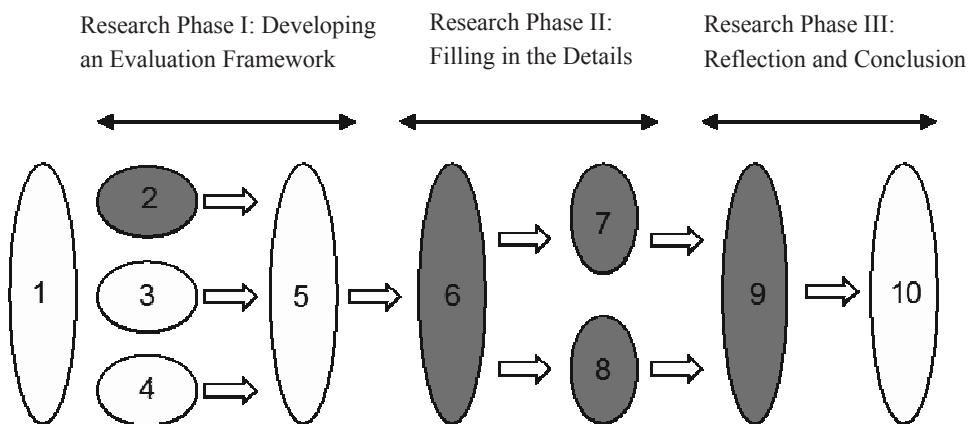 Research Phase I: Developing
an Evaluation Framework
Research Phase II:
Filling in the Details
Research Phase III:
Reflection and Conclusion
1
2
3
4
5
6
7
8
9
10